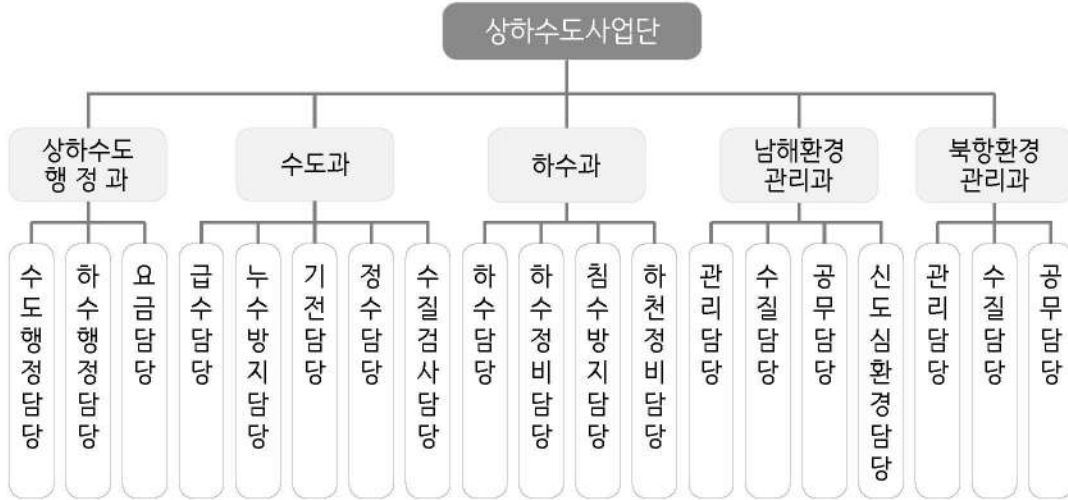 상하수도사업단
상하수도
행 정 과
수도과
하수과
남해환경
관리과
북항환경
관리과
수도행정담당
하수행정담당
요금담당
급수담당
누수방지담당
기전담당
정수담당
수질검사담당
하수담당
하수정비담당
침수방지담당
하천정비담당
관리담당
수질담당
공무담당
신도심환경담당
관리담당
수질담당
공무담당